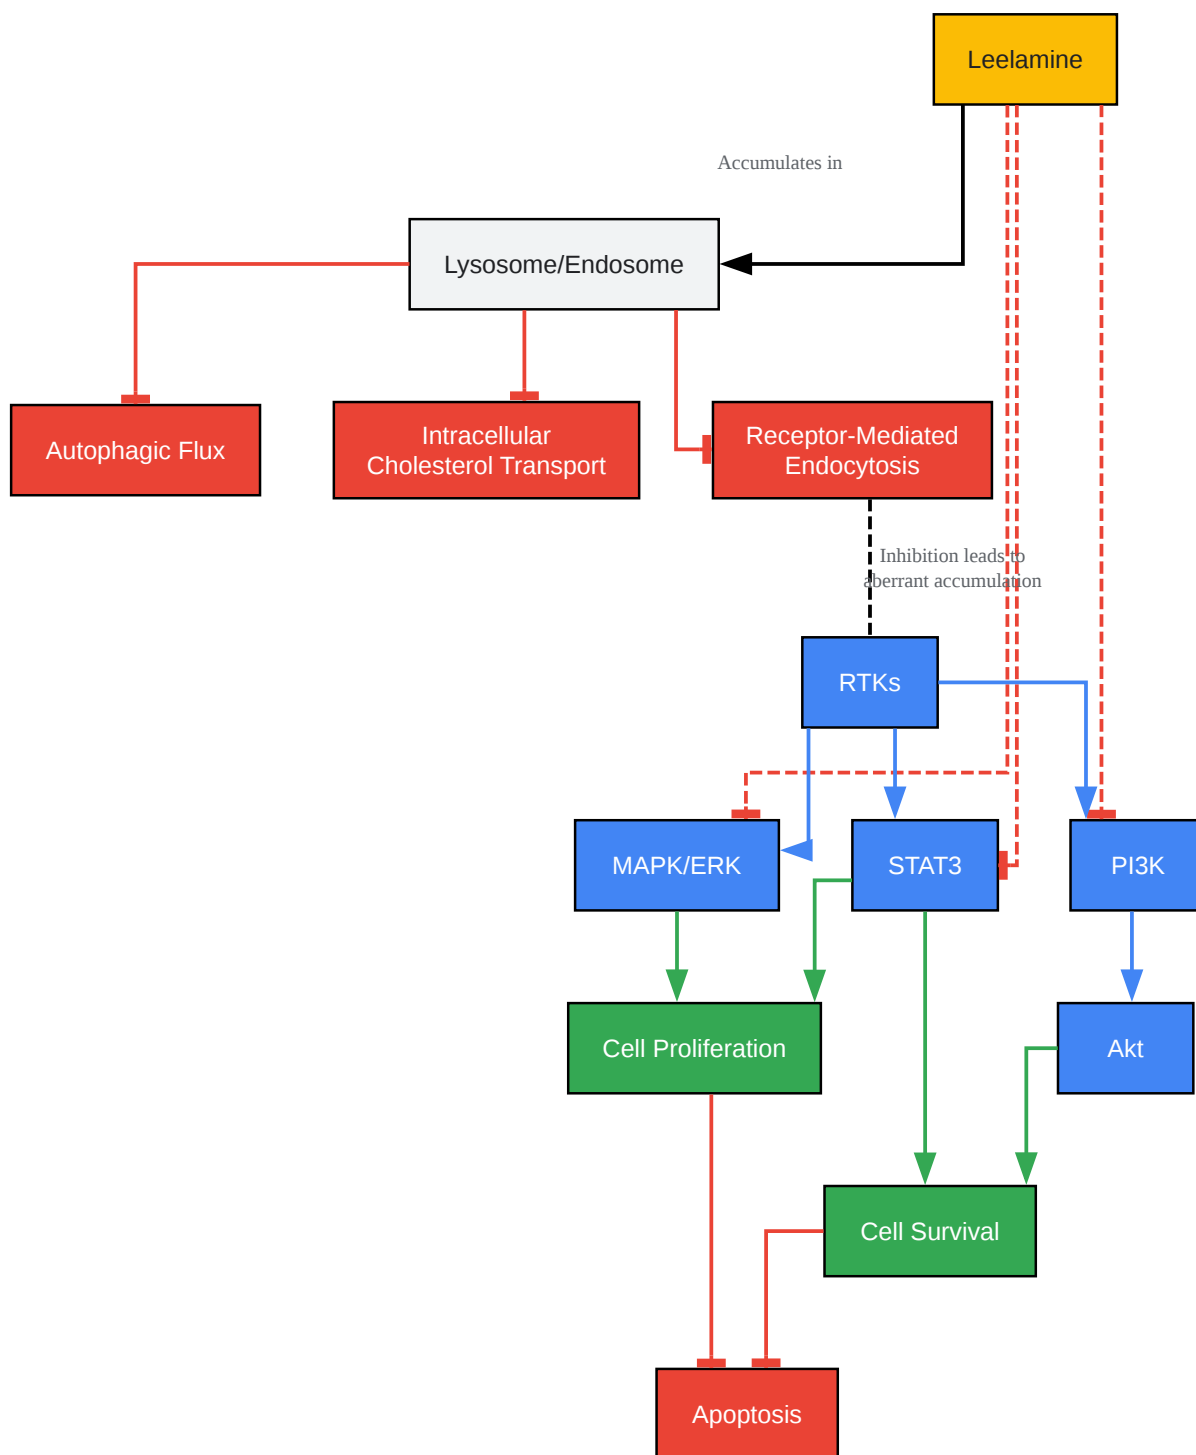 Leelamine
Accumulates in
Lysosome/Endosome
Autophagic Flux
Intracellular
Cholesterol Transport
Receptor-Mediated
Endocytosis
Inhibition leads to
aberrant accumulation
RTKs
MAPK/ERK
STAT3
PI3K
Cell Proliferation
Akt
Cell Survival
Apoptosis